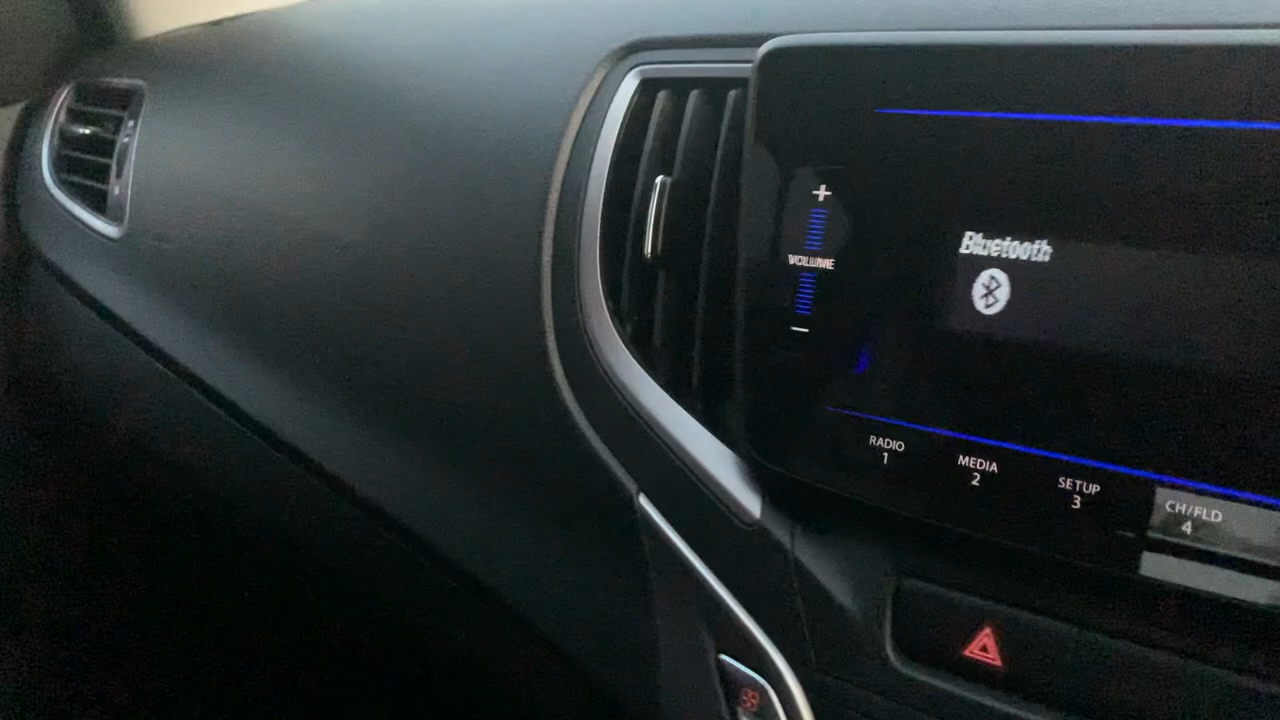 +
VOLUME
−
Bluetooth
RADIO
1
MEDIA
2
SETUP
3
CH/FLD
4